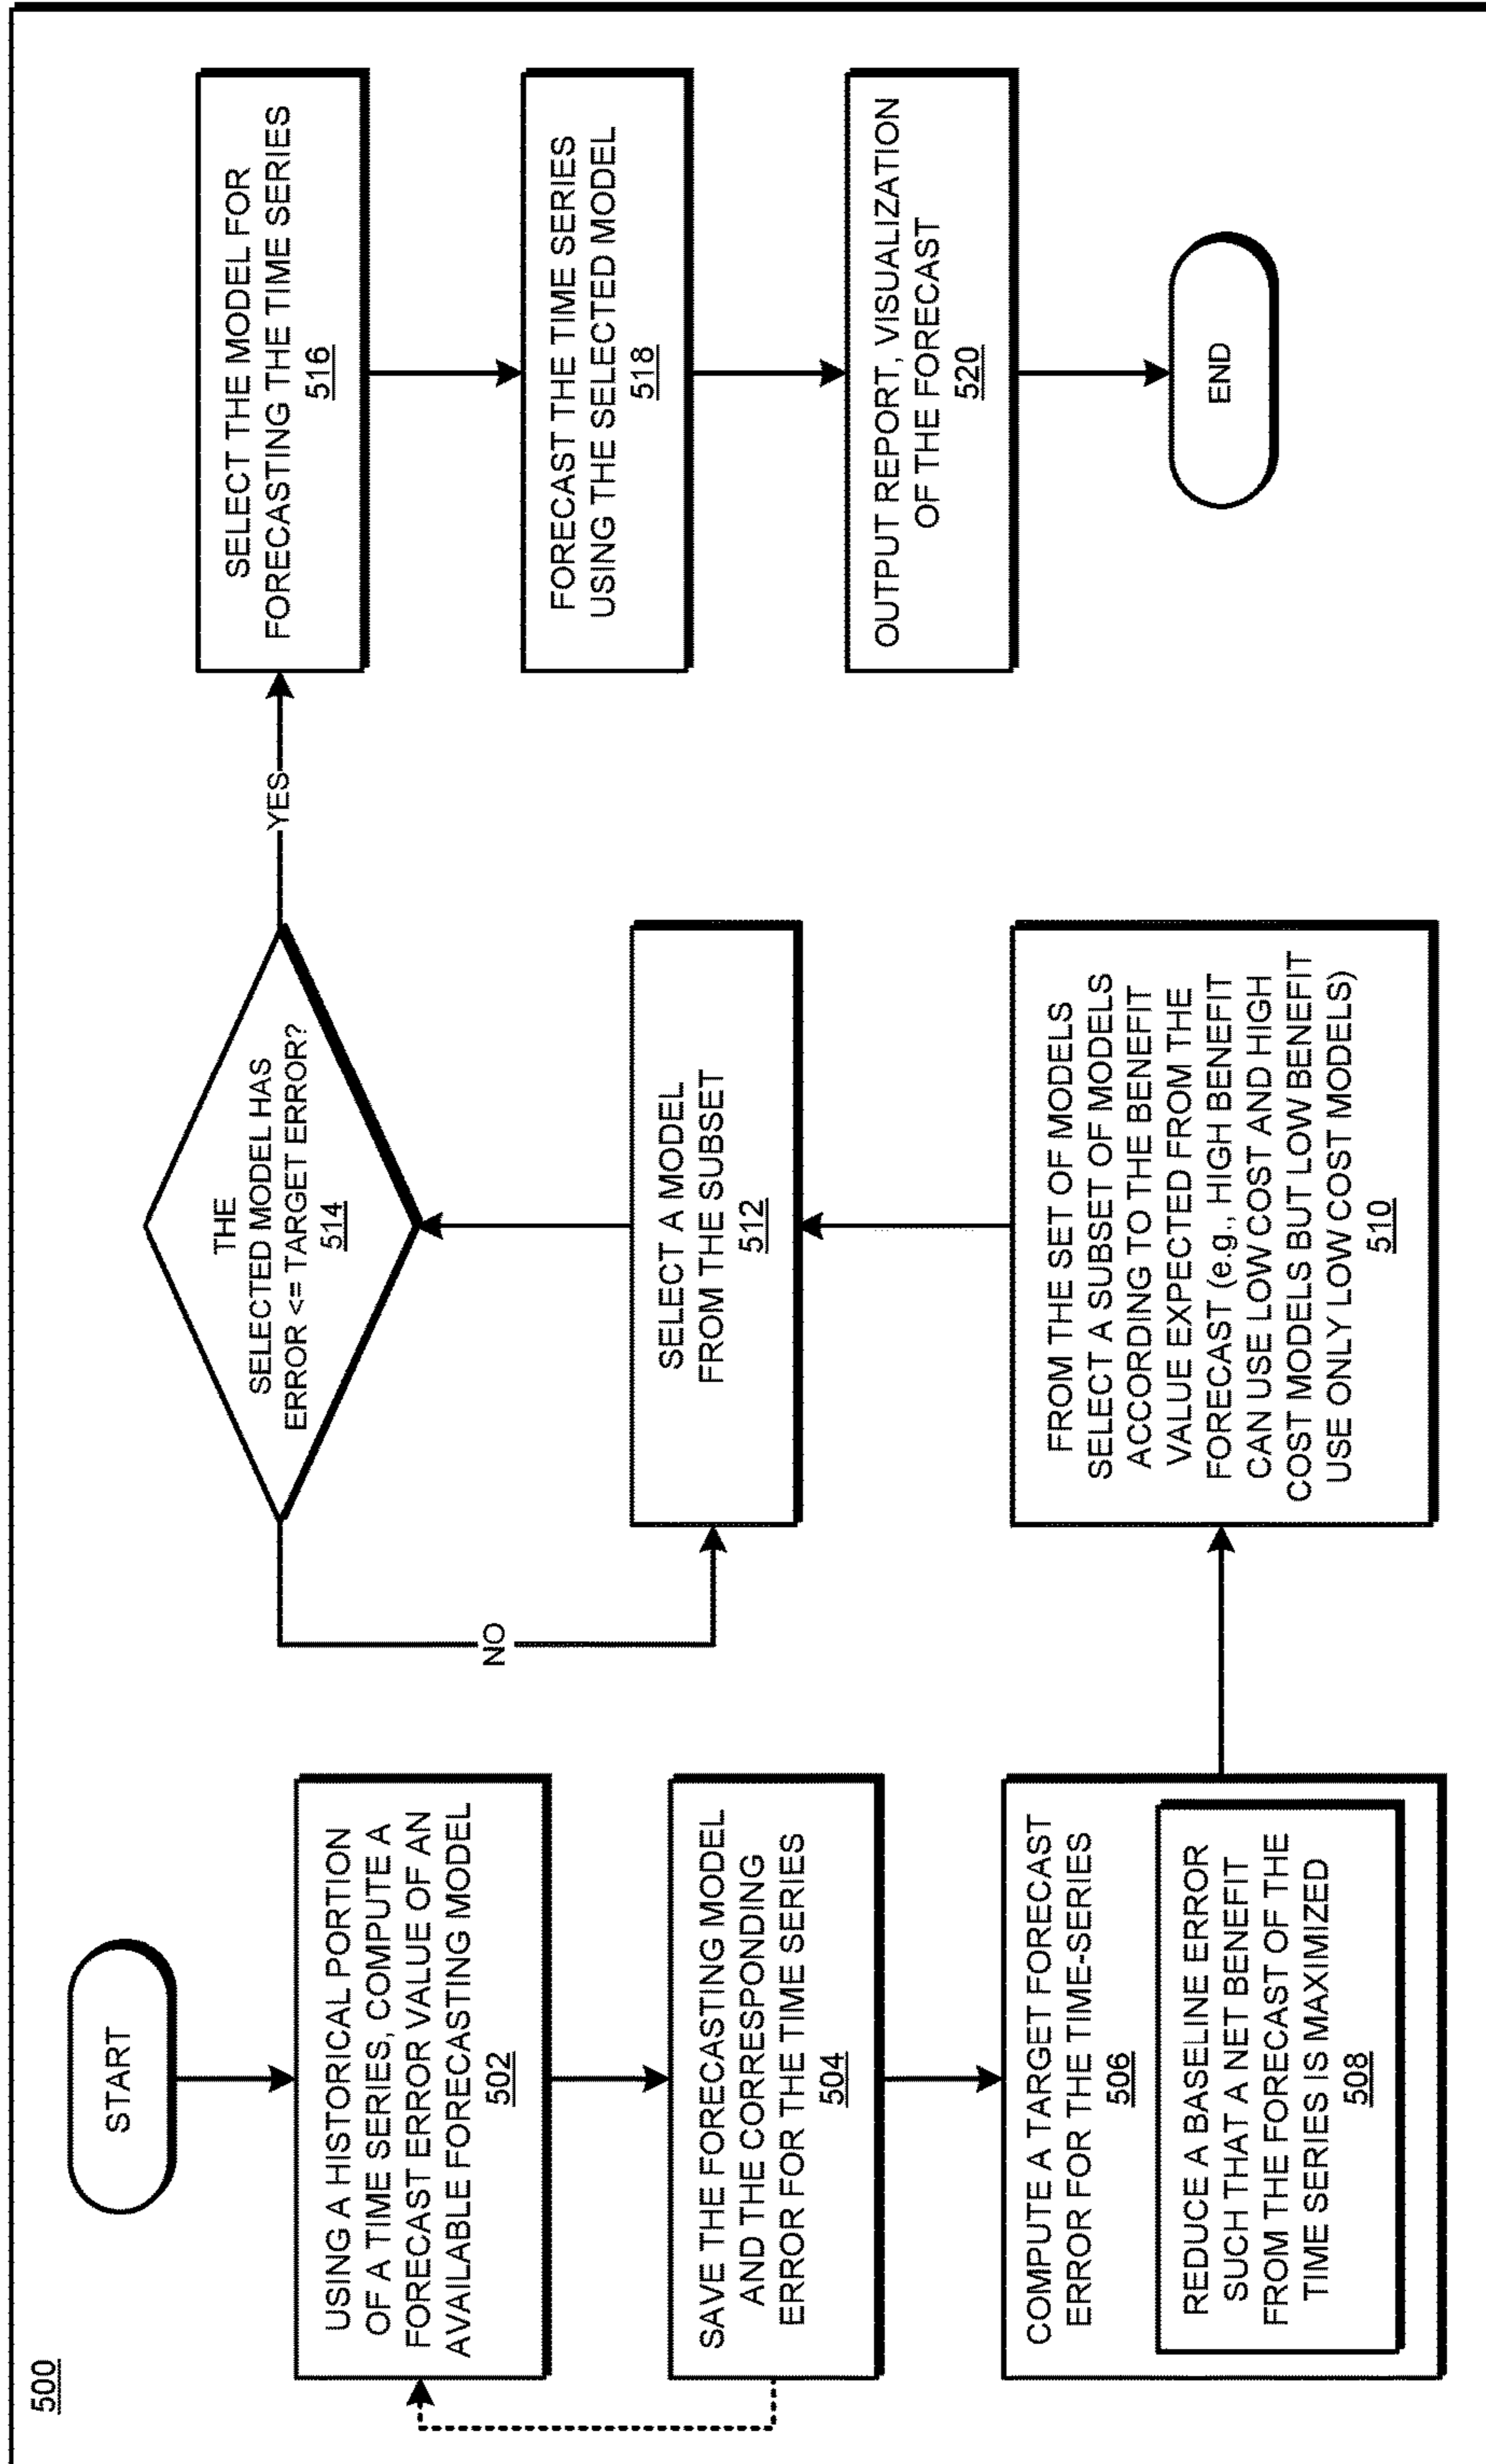 500
START
USING A HISTORICAL PORTION
OF A TIME SERIES, COMPUTE A
FORECAST ERROR VALUE OF AN
AVAILABLE FORECASTING MODEL
502
SAVE THE FORECASTING MODEL
AND THE CORRESPONDING
ERROR FOR THE TIME SERIES
504
COMPUTE A TARGET FORECAST
ERROR FOR THE TIME-SERIES
506
REDUCE A BASELINE ERROR
SUCH THAT A NET BENEFIT
FROM THE FORECAST OF THE
TIME SERIES IS MAXIMIZED
508
FROM THE SET OF MODELS
SELECT A SUBSET OF MODELS
ACCORDING TO THE BENEFIT
VALUE EXPECTED FROM THE
FORECAST (e.g., HIGH BENEFIT
CAN USE LOW COST AND HIGH
COST MODELS BUT LOW BENEFIT
USE ONLY LOW COST MODELS)
510
SELECT A MODEL
FROM THE SUBSET
512
THE
SELECTED MODEL HAS
ERROR <= TARGET ERROR?
514
NO
YES
SELECT THE MODEL FOR
FORECASTING THE TIME SERIES
516
FORECAST THE TIME SERIES
USING THE SELECTED MODEL
518
OUTPUT REPORT, VISUALIZATION
OF THE FORECAST
520
END